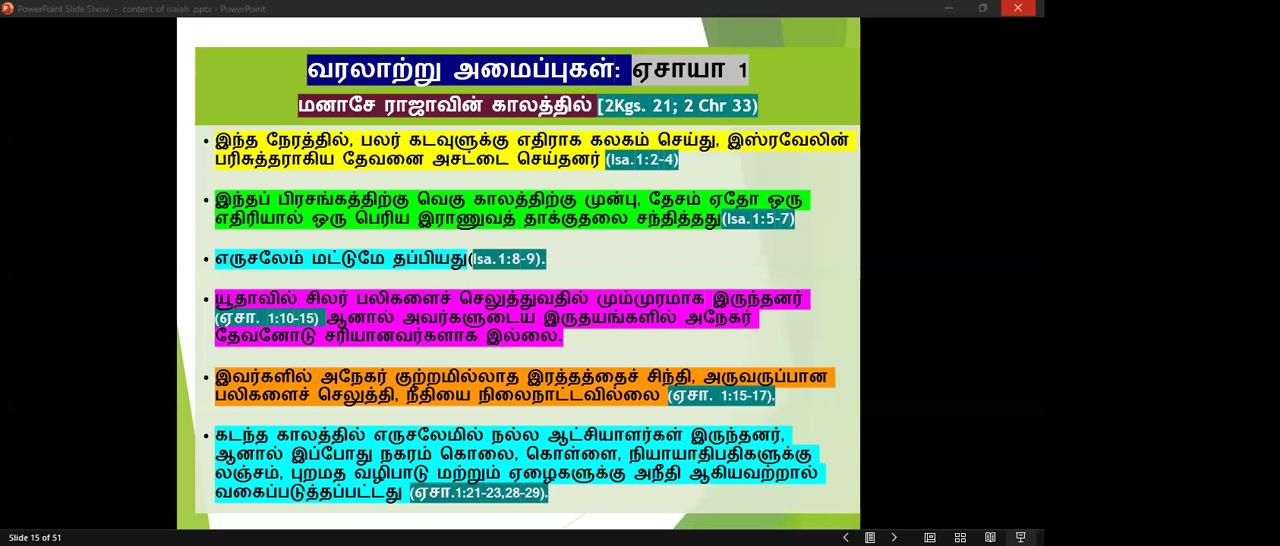 PowerPoint Slide Show - content of isaiah .pptx - PowerPoint
வரலாற்று அமைப்புகள்: ஏசாயா 1
மனாசே ராஜாவின் காலத்தில் [2Kgs. 21; 2 Chr 33)
• இந்த நேரத்தில், பலர் கடவுளுக்கு எதிராக கலகம் செய்து, இஸ்ரவேலின்
பரிசுத்தராகிய தேவனை அசட்டை செய்தனர் (Isa.1:2-4)
• இந்தப் பிரசங்கத்திற்கு வெகு காலத்திற்கு முன்பு, தேசம் ஏதோ ஒரு
எதிரியால் ஒரு பெரிய இராணுவத் தாக்குதலை சந்தித்தது(Isa.1:5-7)
• எருசலேம் மட்டுமே தப்பியது(Isa.1:8-9).
• யூதாவில் சிலர் பலிகளைச் செலுத்துவதில் மும்முரமாக இருந்தனர்
(ஏசா. 1:10-15) ஆனால் அவர்களுடைய இருதயங்களில் அநேகர்
தேவனோடு சரியானவர்களாக இல்லை.
• இவர்களில் அநேகர் குற்றமில்லாத இரத்தத்தைச் சிந்தி, அருவருப்பான
பலிகளைச் செலுத்தி, நீதியை நிலைநாட்டவில்லை (ஏசா. 1:15-17).
• கடந்த காலத்தில் எருசலேமில் நல்ல ஆட்சியாளர்கள் இருந்தனர்,
ஆனால் இப்போது நகரம் கொலை, கொள்ளை, நியாயாதிபதிகளுக்கு
லஞ்சம், புறமத வழிபாடு மற்றும் ஏழைகளுக்கு அநீதி ஆகியவற்றால்
வகைப்படுத்தப்பட்டது (ஏசா.1:21-23,28-29).
Slide 15 of 51